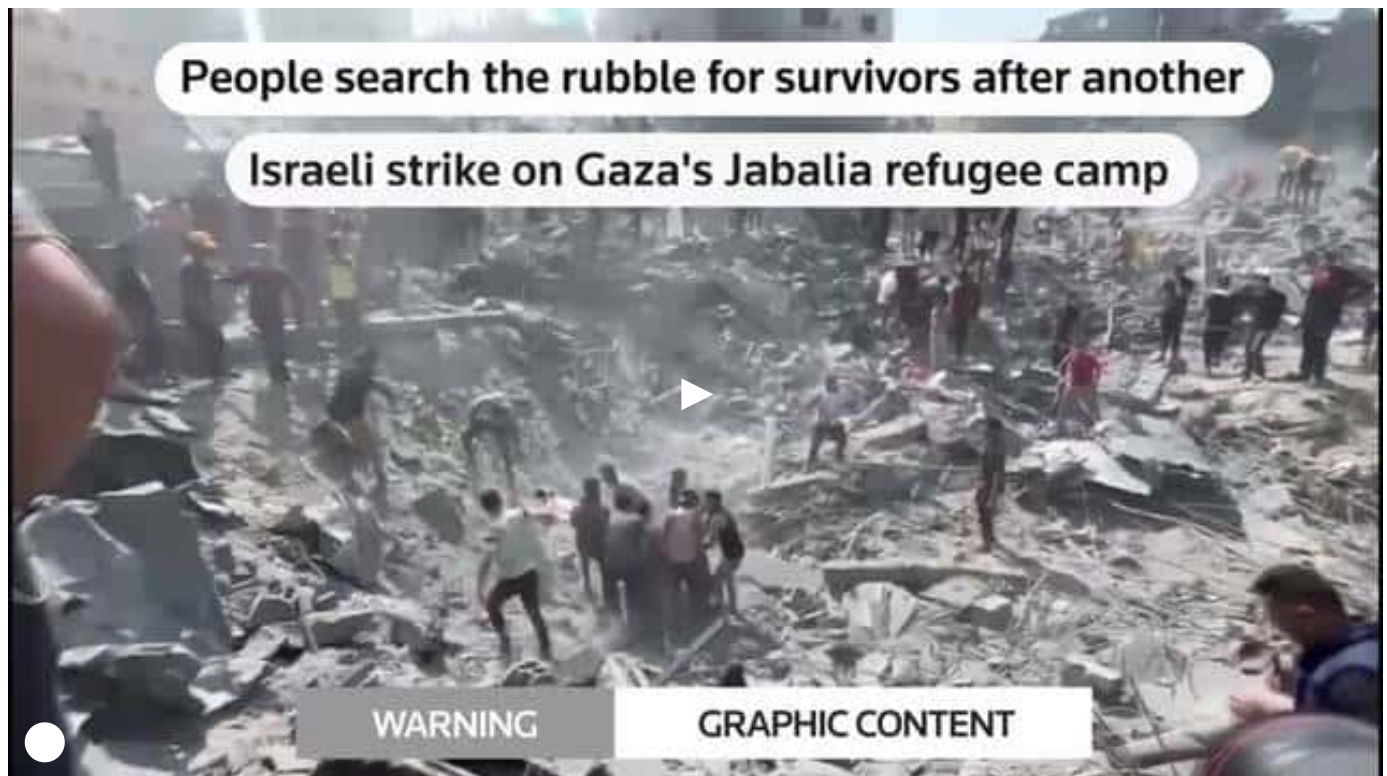 People search the rubble for survivors after another
Israeli strike on Gaza's Jabalia refugee camp
WARNING
GRAPHIC CONTENT